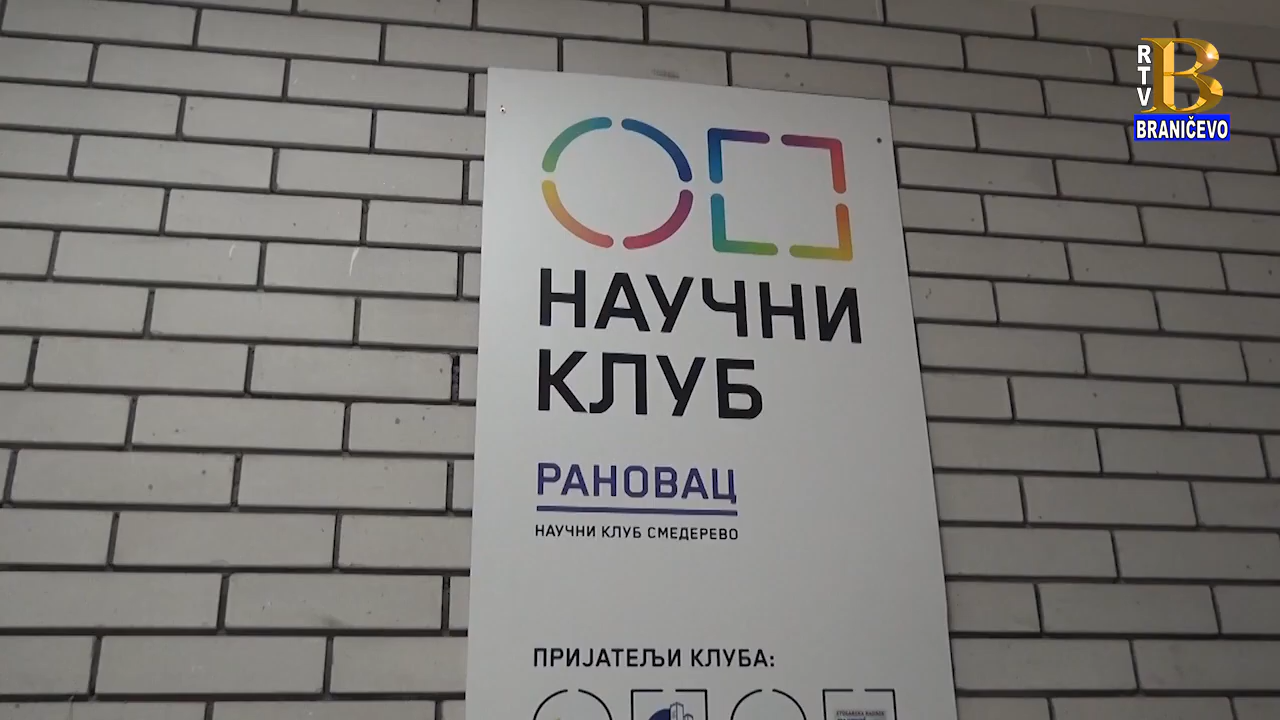 НАУЧНИ
КЛУБ
РАНОВАЦ
НАУЧНИ КЛУБ СМЕДЕРЕВО
ПРИЈАТЕЉИ КЛУБА:
RTV
B
BRANIČEVO